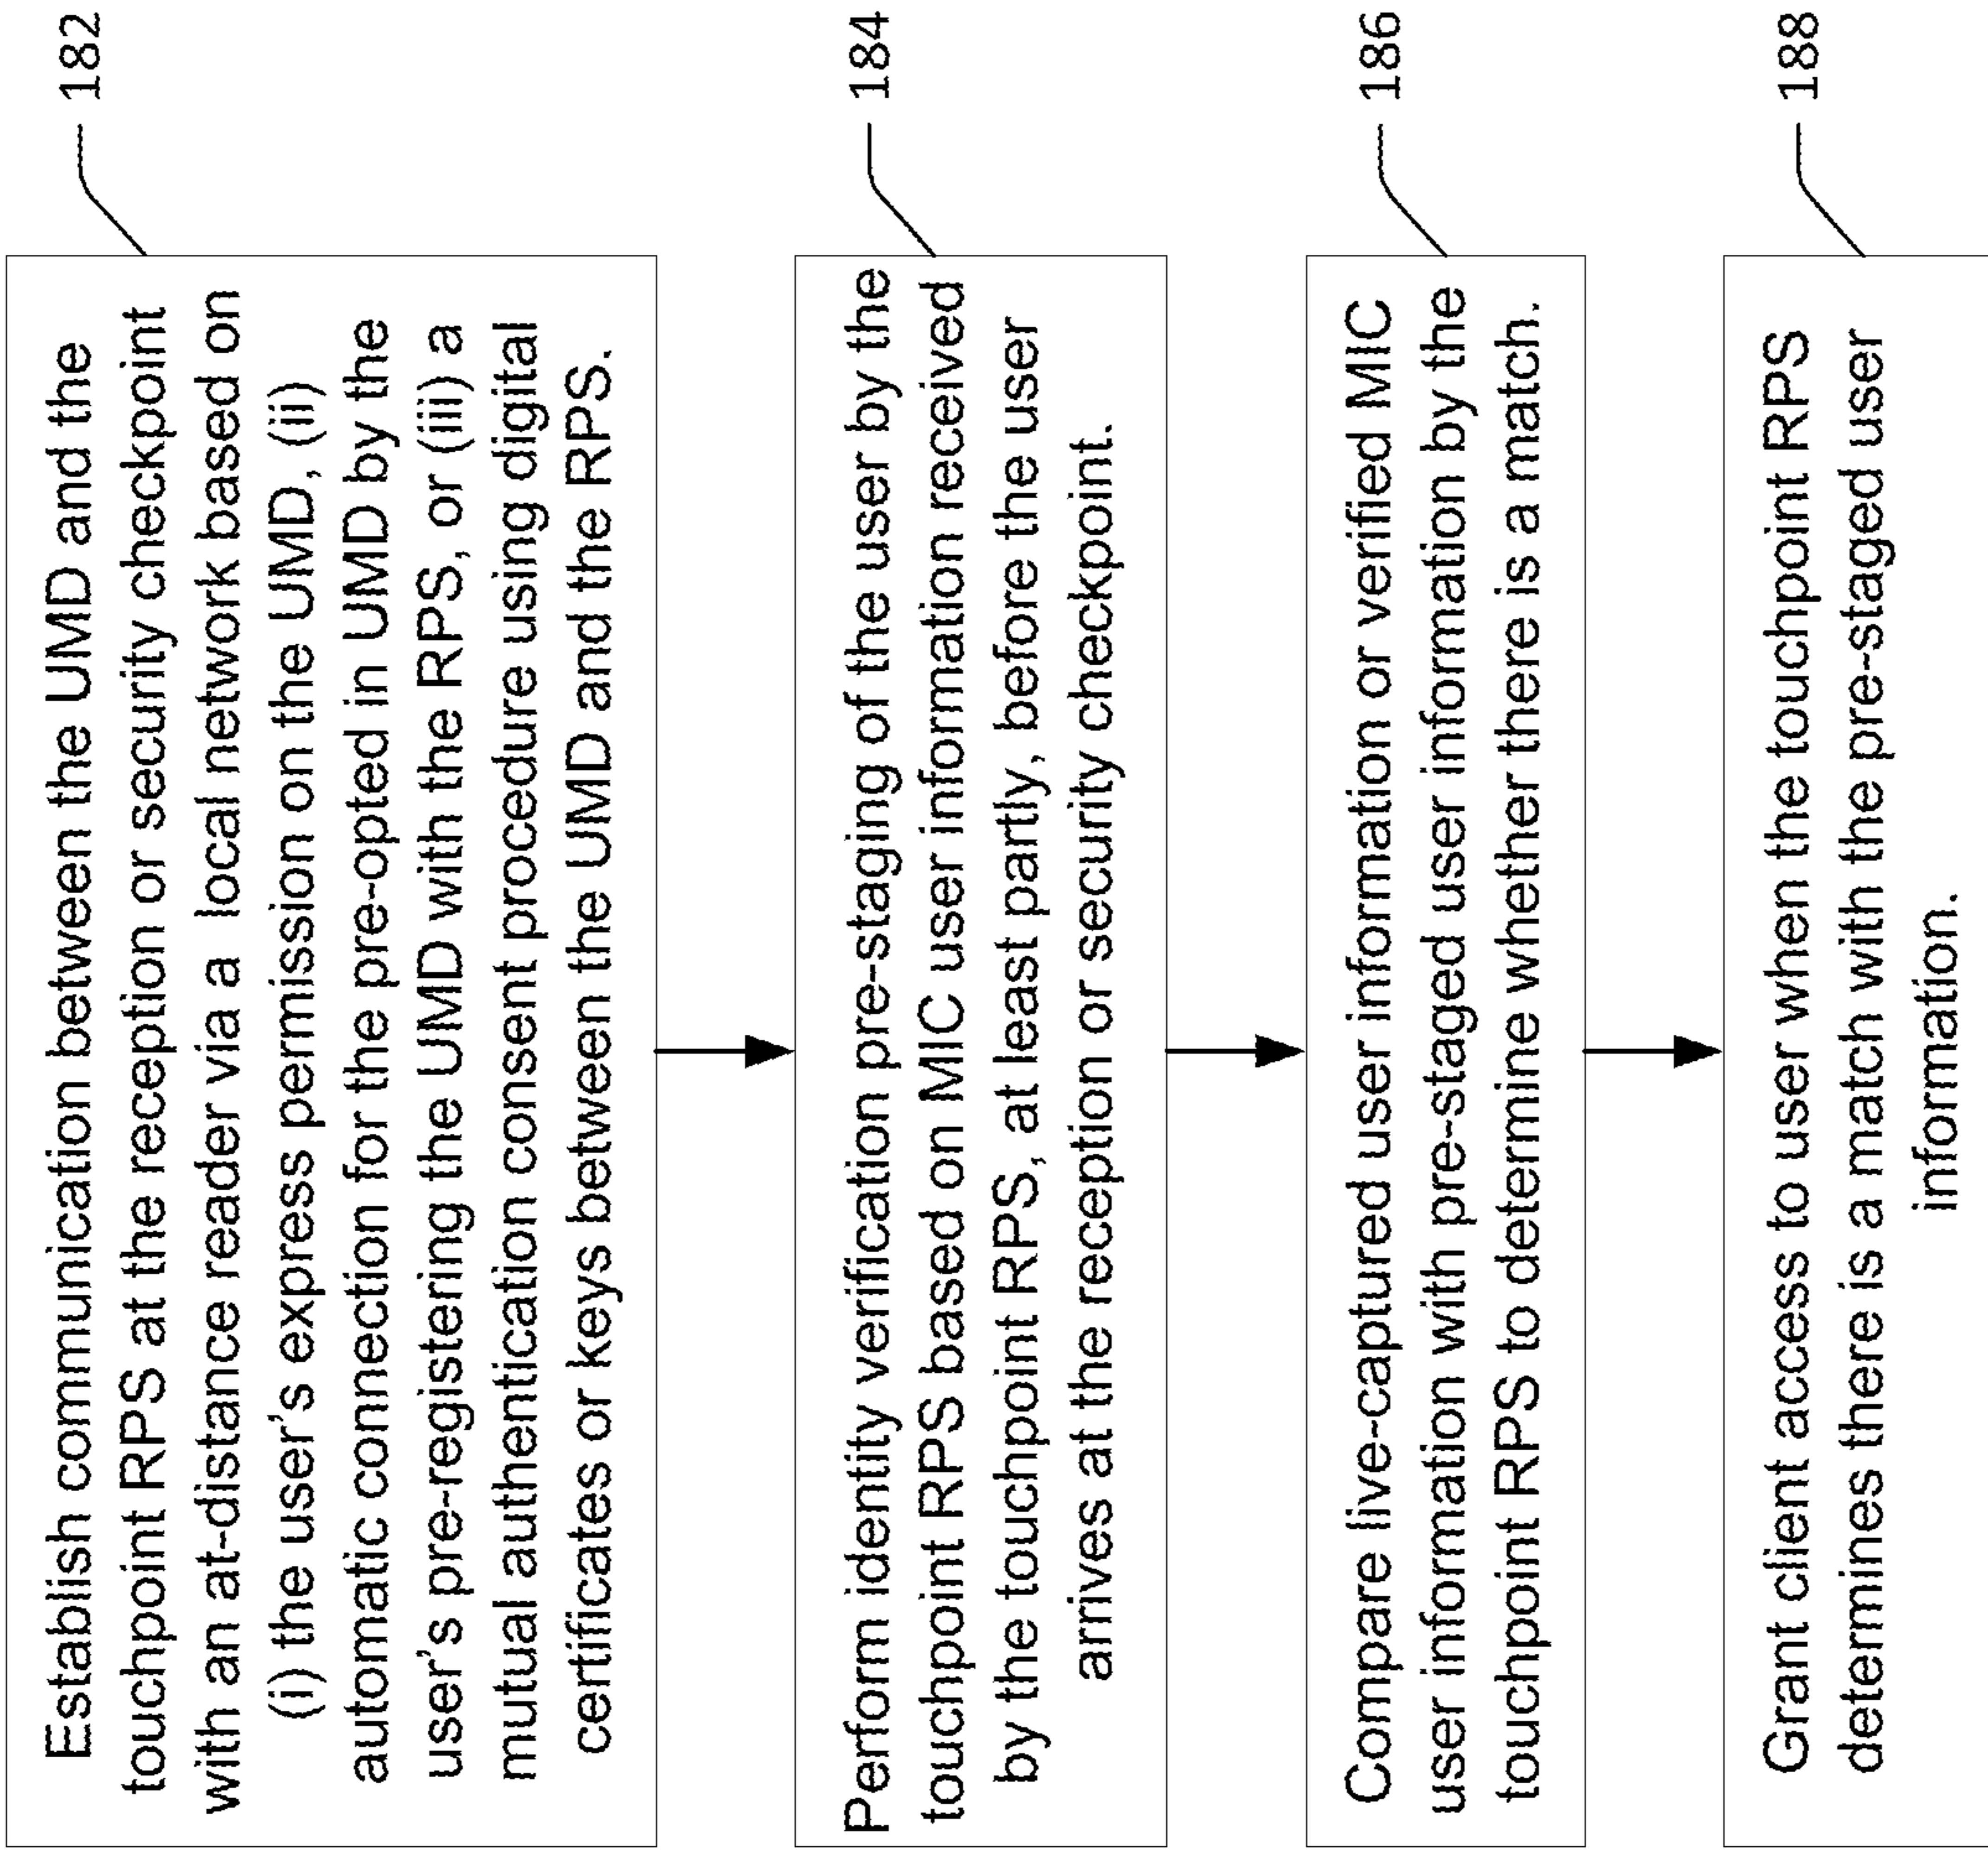 Establish communication between the UMD and the
touchpoint RPS at the reception or security checkpoint
with an at-distance reader via a local network based on
(i) the user's express permission on the UMD, (ii)
automatic connection for the pre-opted in UMD by the
user's pre-registering the UMD with the RPS, or (iii) a
mutual authentication consent procedure using digital
certificates or keys between the UMD and the RPS.
182
Perform identity verification pre-staging of the user by the
touchpoint RPS based on MIC user information received
by the touchpoint RPS, at least partly, before the user
arrives at the reception or security checkpoint.
184
Compare live-captured user information or verified MIC
user information with pre-staged user information by the
touchpoint RPS to determine whether there is a match.
186
Grant client access to user when the touchpoint RPS
determines there is a match with the pre-staged user
information.
188